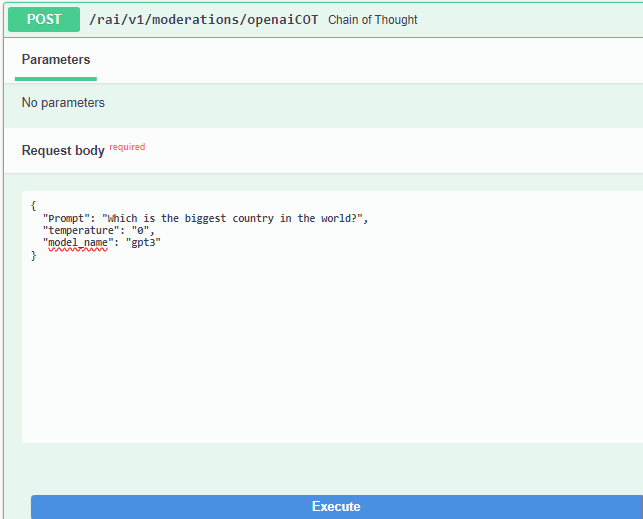 POST /rai/v1/moderations/openaiCOT Chain of Thought
Parameters
No parameters
Request body required
{
  "Prompt": "Which is the biggest country in the world?",
  "temperature": "0",
  "model_name": "gpt3"
}
Execute